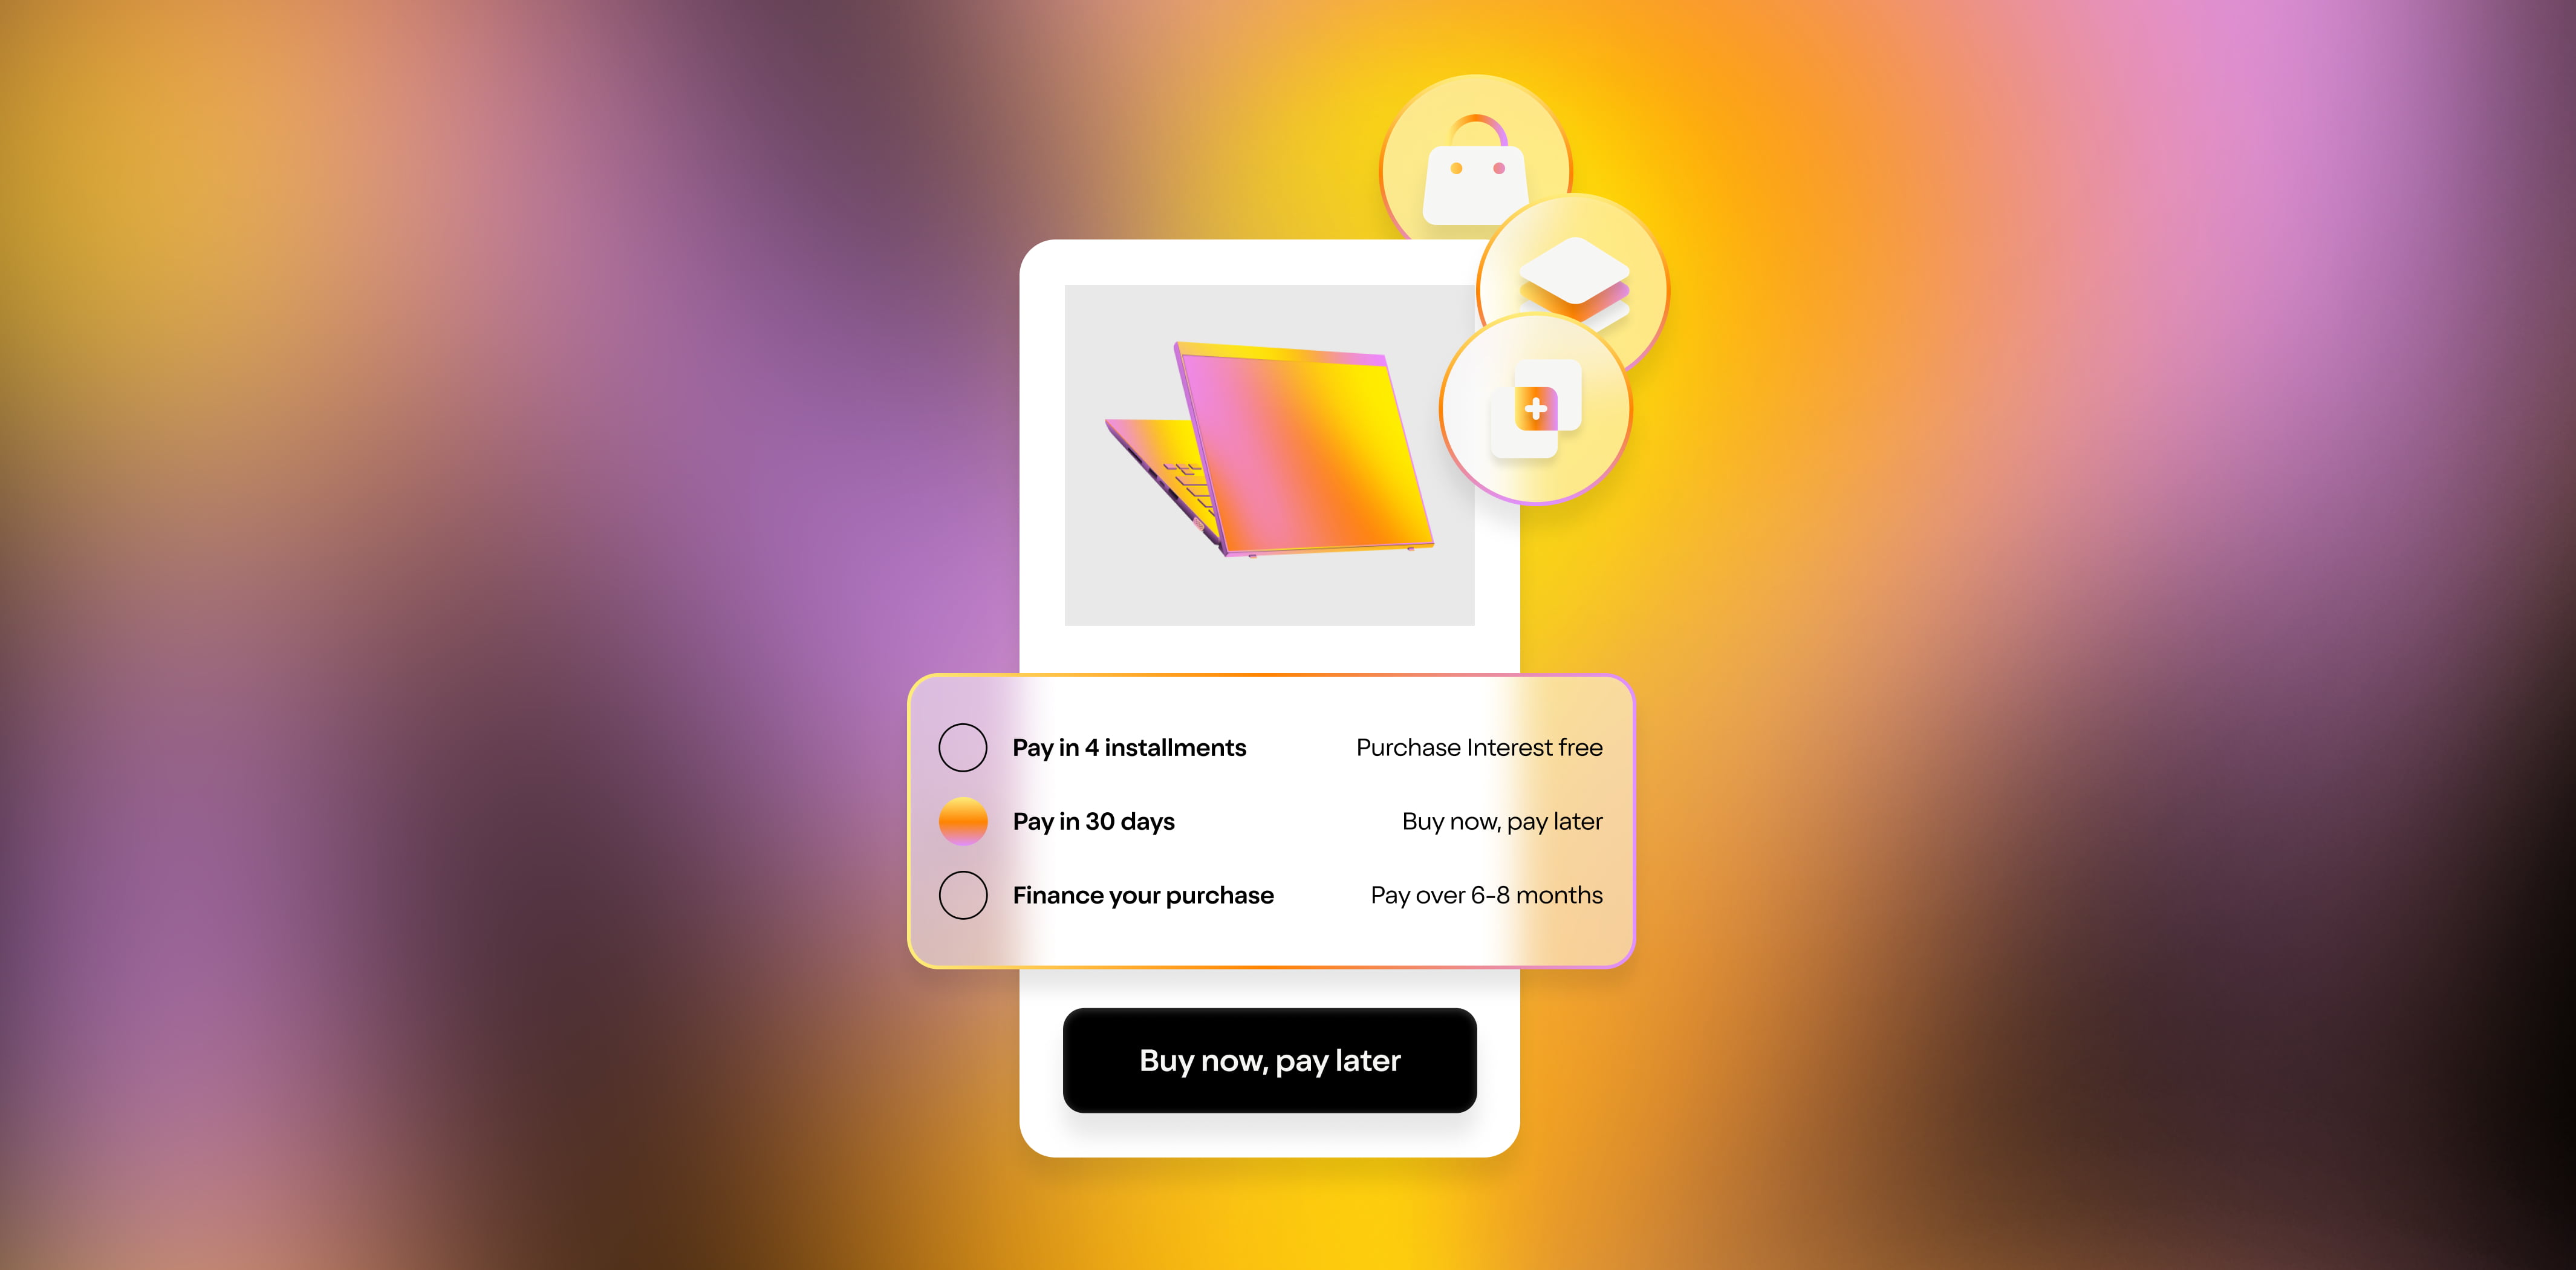 Pay in 4 installments Purchase Interest free
Pay in 30 days Buy now, pay later
Finance your purchase Pay over 6-8 months
Buy now, pay later